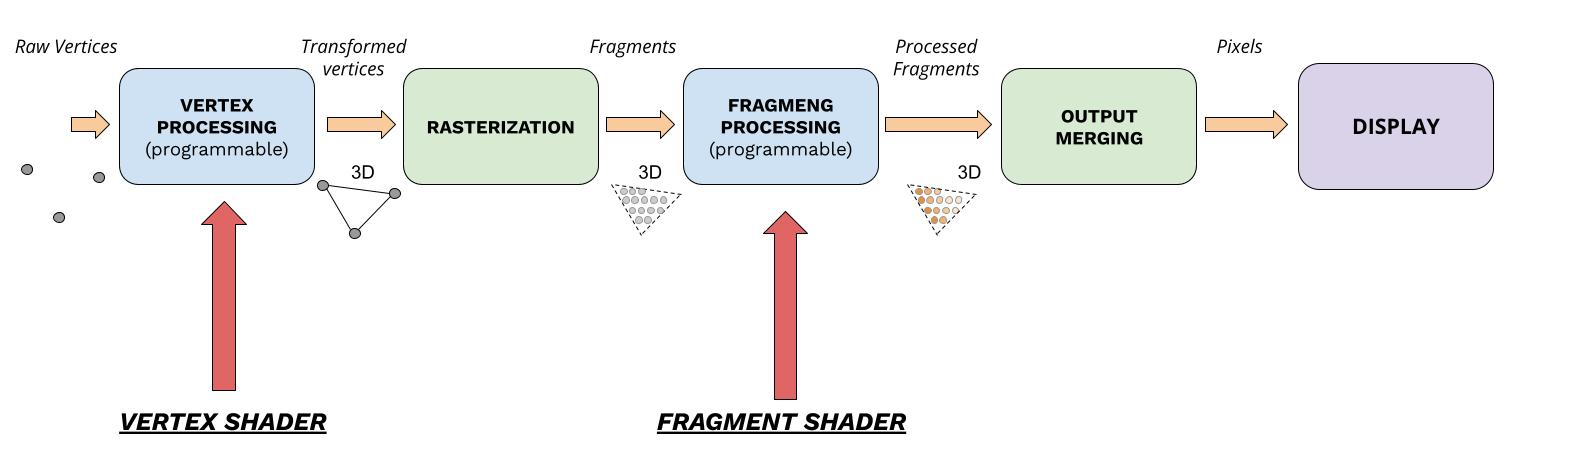 Raw Vertices
Transformed
vertices
Fragments
Processed
Fragments
Pixels
VERTEX
PROCESSING
(programmable)
RASTERIZATION
FRAGMENG
PROCESSING
(programmable)
OUTPUT
MERGING
DISPLAY
3D
3D
3D
VERTEX SHADER
FRAGMENT SHADER